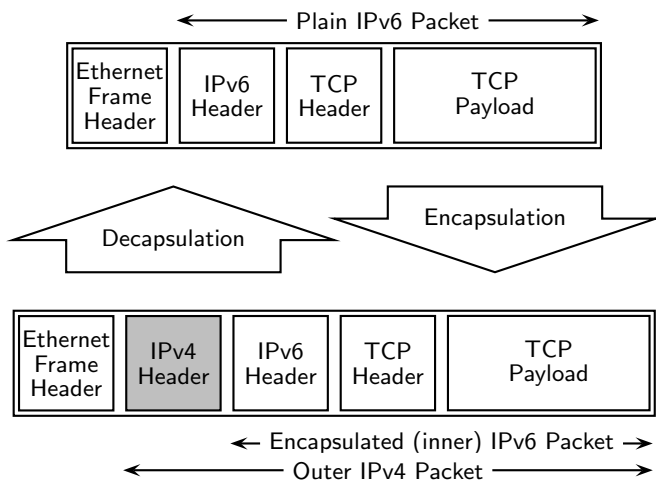 Plain IPv6 Packet
Ethernet
Frame
Header
IPv6
Header
TCP
Header
TCP
Payload
Decapsulation
Encapsulation
Ethernet
Frame
Header
IPv4
Header
IPv6
Header
TCP
Header
TCP
Payload
Encapsulated (inner) IPv6 Packet
Outer IPv4 Packet